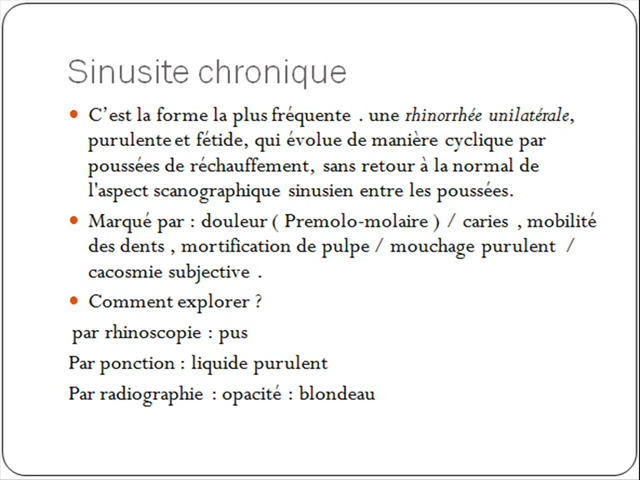 Sinusite chronique
C’est la forme la plus fréquente . une rhinorrhée unilatérale,
purulente et fétide, qui évolue de manière cyclique par
poussées de réchauffement, sans retour à la normal de
l'aspect scanographique sinusien entre les poussées.
Marqué par : douleur ( Premolo-molaire ) / caries , mobilité
des dents , mortification de pulpe / mouchage purulent /
cacosmie subjective .
Comment explorer ?
par rhinoscopie : pus
Par ponction : liquide purulent
Par radiographie : opacité : blondeau